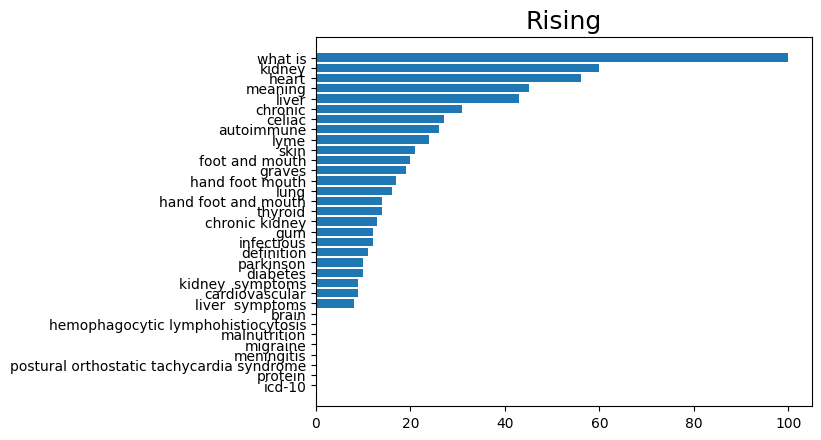 Rising
what is
kidney
heart
meaning
liver
chronic
celiac
autoimmune
lyme
skin
foot and mouth
graves
hand foot mouth
lung
hand foot and mouth
thyroid
chronic kidney
gum
infectious
definition
parkinson
diabetes
kidney  symptoms
cardiovascular
liver  symptoms
brain
hemophagocytic lymphohistiocytosis
malnutrition
migraine
meningitis
postural orthostatic tachycardia syndrome
protein
icd-10
0 20 40 60 80 100